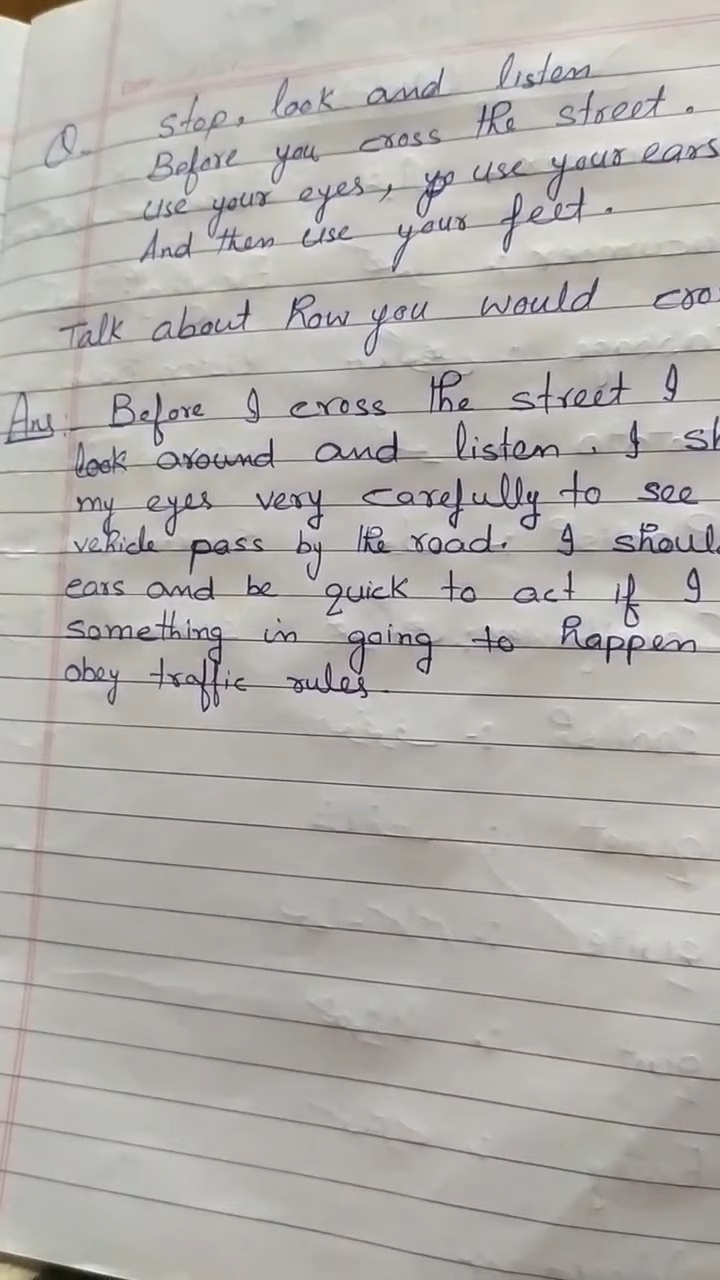 Q. Stop, look and listen
Before you cross the street.
Use your eyes, use your ears
And then use your feet.
Talk about how you would
Ans: Before I cross the street I
look around and listen. I
my eyes very carefully to see
vehicle pass by the road. I
ears and be quick to act if I
something in going to happen
obey traffic rules